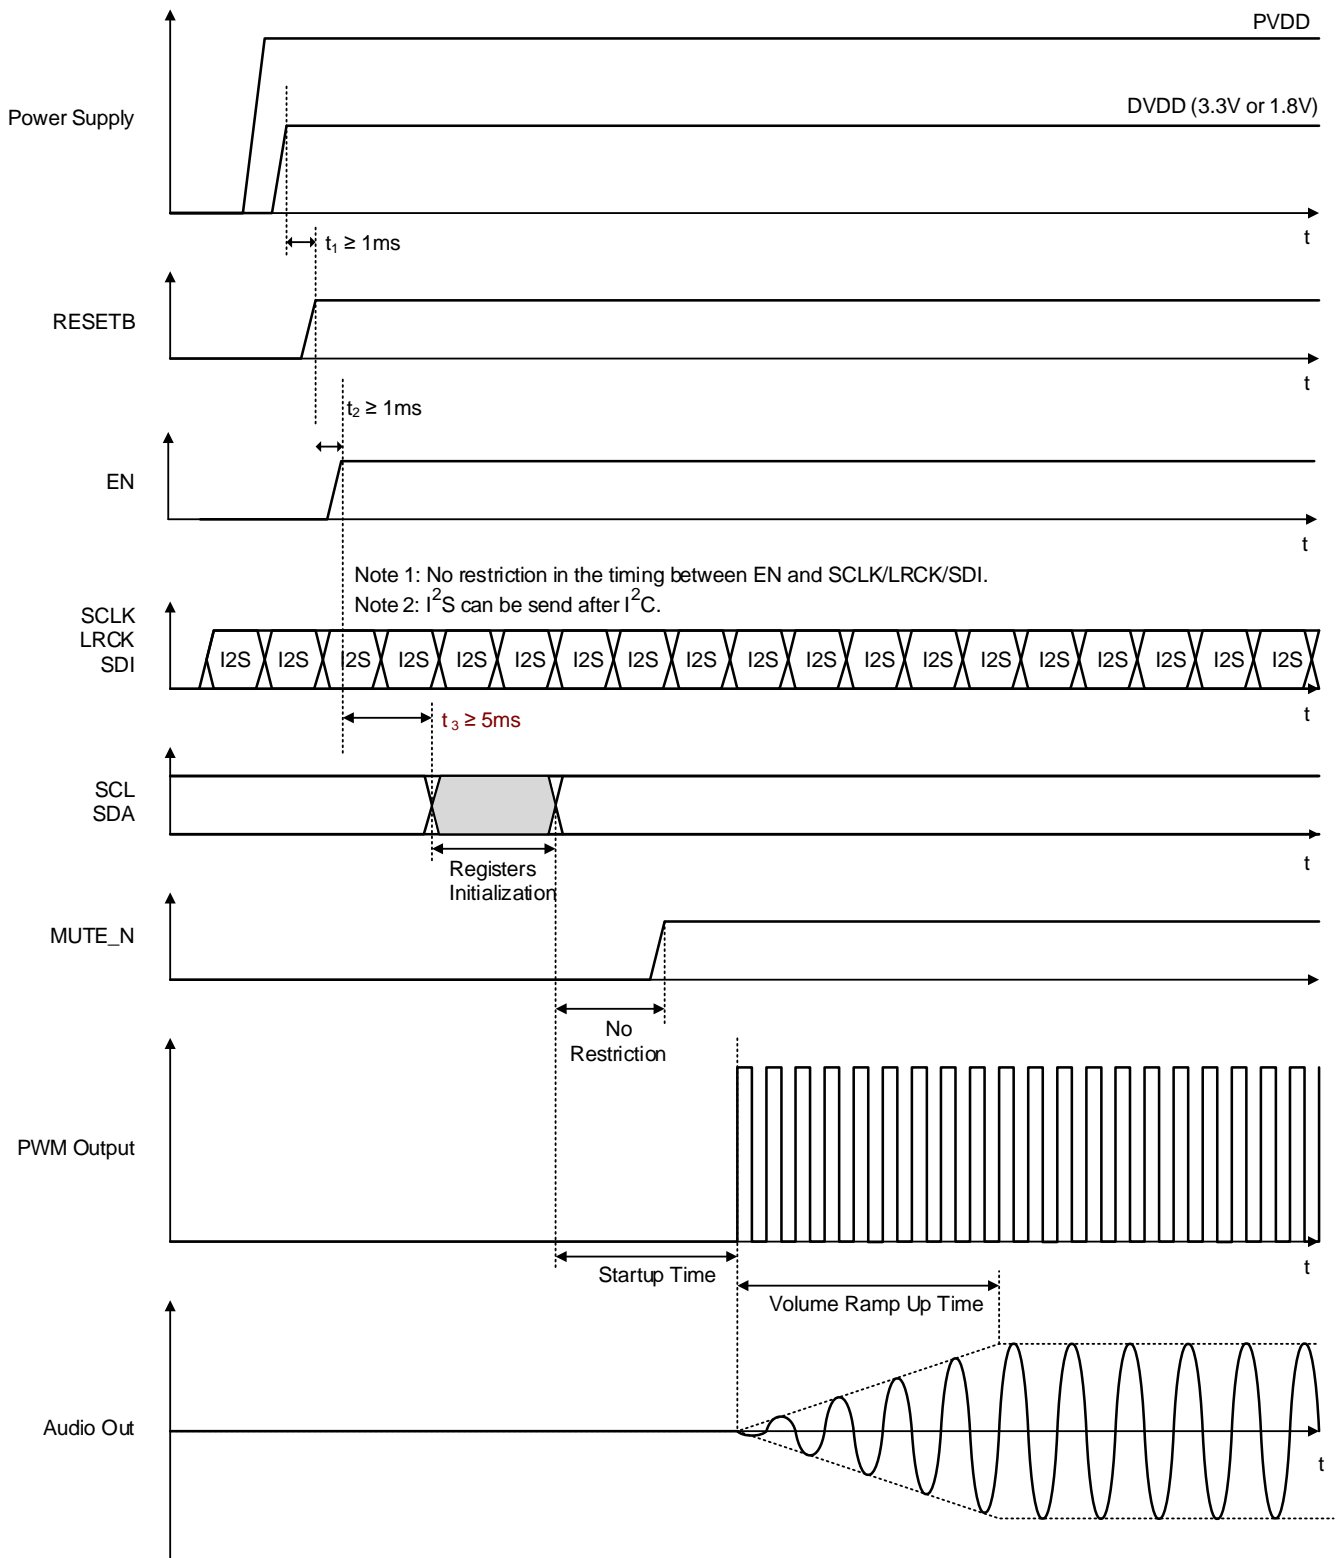 PVDD
Power Supply
DVDD (3.3V or 1.8V)
t
t₁ ≥ 1ms
RESETB
t
t₂ ≥ 1ms
EN
t
Note 1: No restriction in the timing between EN and SCLK/LRCK/SDI.
Note 2: I²S can be send after I²C.
SCLK
LRCK
SDI
I2S I2S I2S I2S I2S I2S I2S I2S I2S I2S I2S I2S I2S I2S I2S I2S I2S I2S I2S
t
t₃ ≥ 5ms
SCL
SDA
t
Registers
Initialization
MUTE_N
No
Restriction
PWM Output
t
Startup Time
Volume Ramp Up Time
Audio Out
t